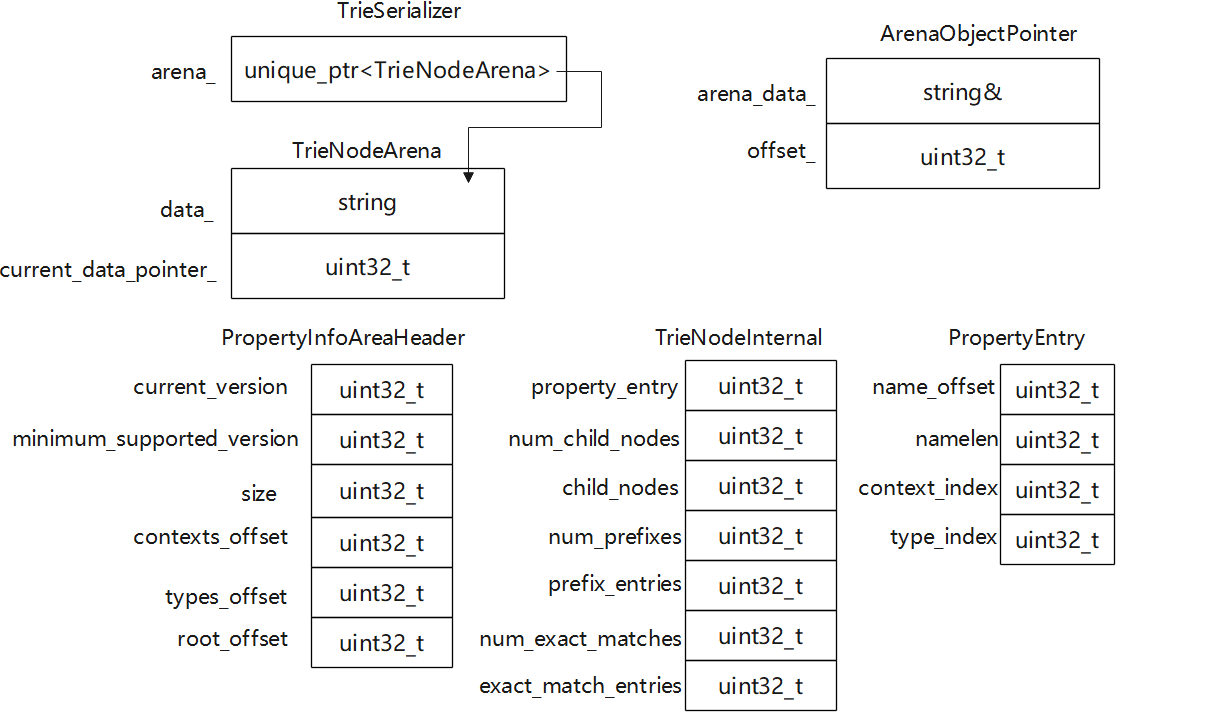 TrieSerializer
arena_ unique_ptr<TrieNodeArena>
ArenaObjectPointer
arena_data_ string&
offset_ uint32_t
TrieNodeArena
data_ string
current_data_pointer_ uint32_t
PropertyInfoAreaHeader
current_version uint32_t
minimum_supported_version uint32_t
size uint32_t
contexts_offset uint32_t
types_offset uint32_t
root_offset uint32_t
TrieNodeInternal
property_entry uint32_t
num_child_nodes uint32_t
child_nodes uint32_t
num_prefixes uint32_t
prefix_entries uint32_t
num_exact_matches uint32_t
exact_match_entries uint32_t
PropertyEntry
name_offset uint32_t
namelen uint32_t
context_index uint32_t
type_index uint32_t